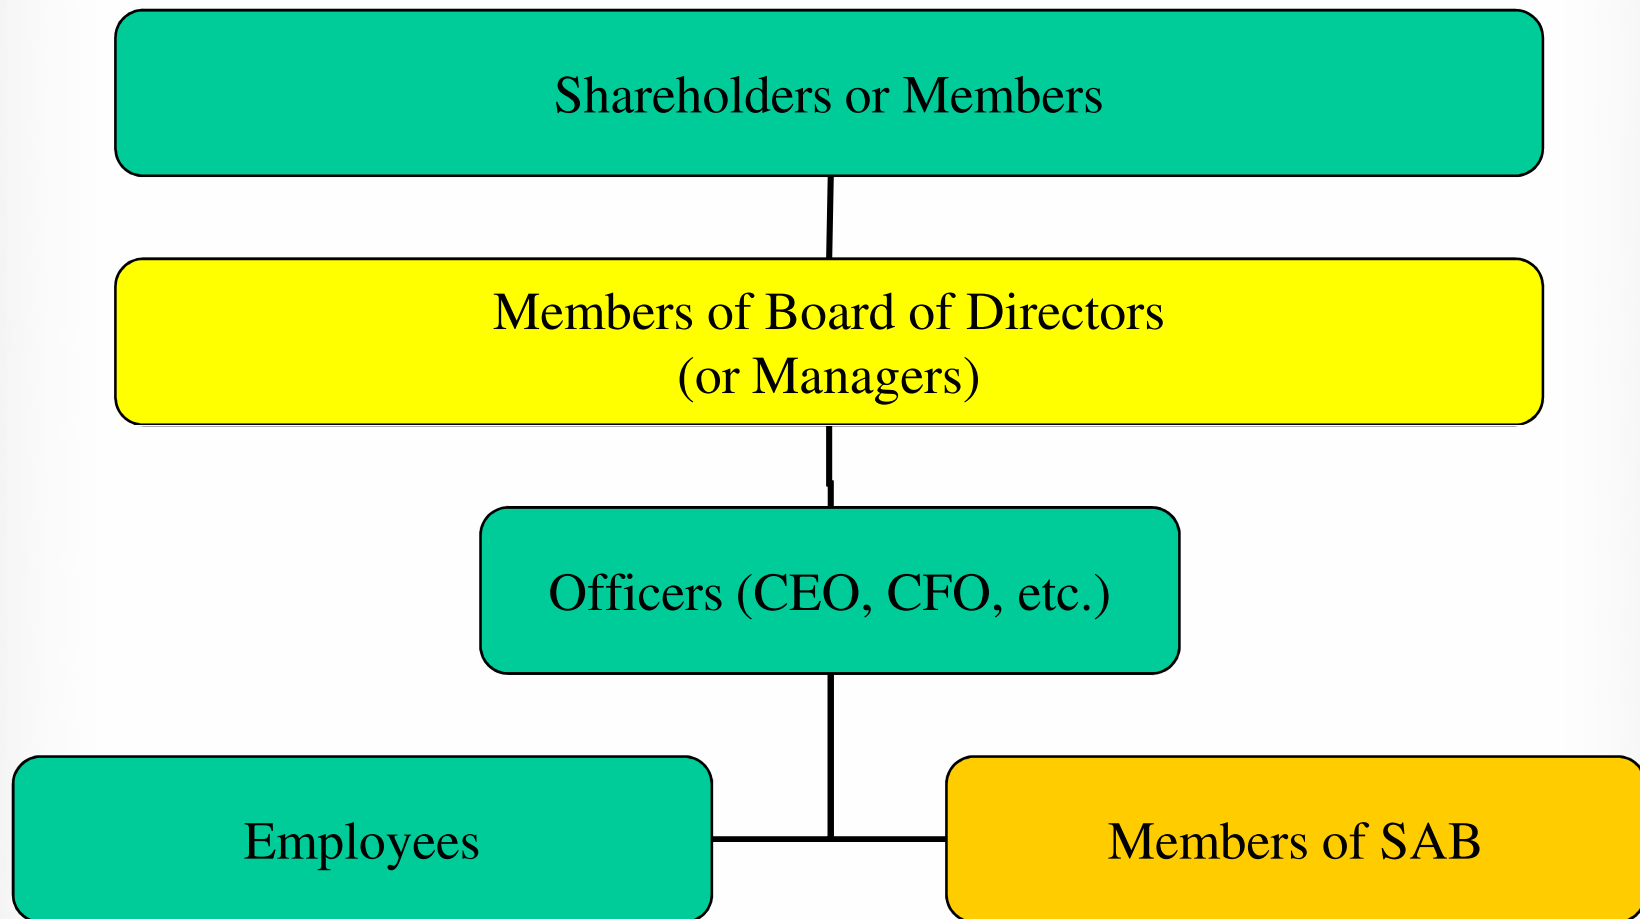 Shareholders or Members
Members of Board of Directors
(or Managers)
Officers (CEO, CFO, etc.)
Employees
Members of SAB